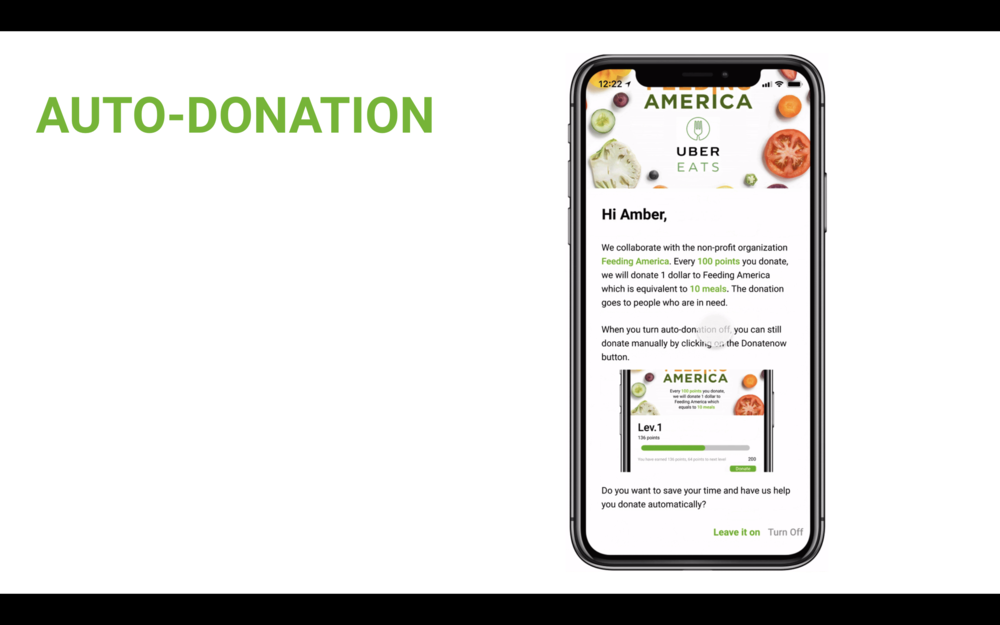 AUTO-DONATION
12:22
FEEDING
AMERICA
UBER
EATS
Hi Amber,
We collaborate with the non-profit organization
Feeding America. Every 100 points you donate,
we will donate 1 dollar to Feeding America
which is equivalent to 10 meals. The donation
goes to people who are in need.
When you turn auto-donation off, you can still
donate manually by clicking on the Donatenow
button.
FEEDING
AMERICA
Every 100 points you donate,
we will donate 1 dollar to
Feeding America which
equals to 10 meals
Lev.1
136 points
You have earned 136 points, 64 points to next level
200
Donate
Do you want to save your time and have us help
you donate automatically?
Leave it on Turn Off